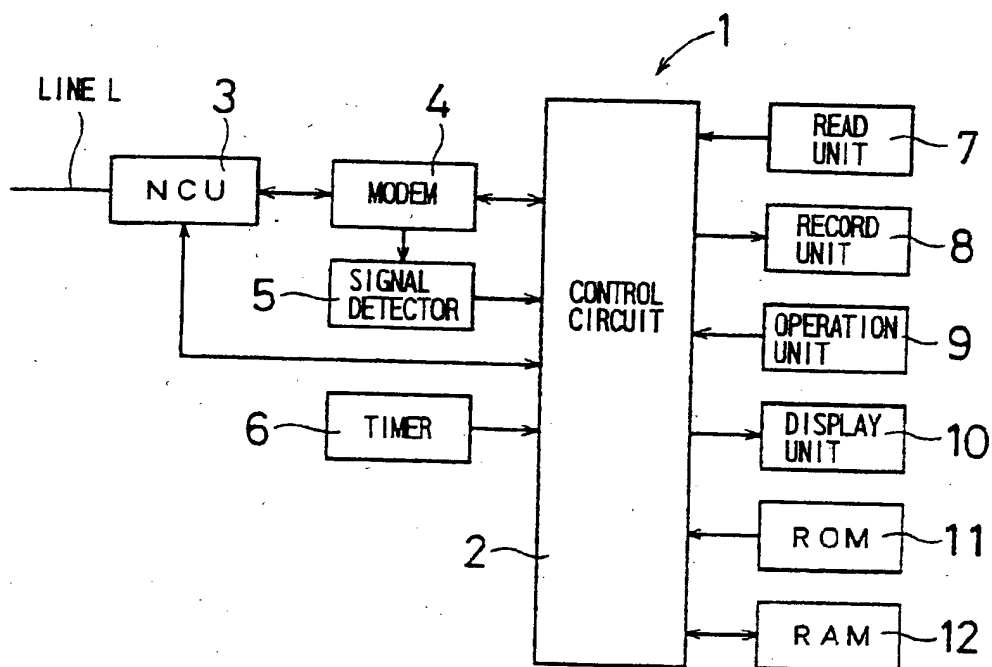 1
LINE L
3
4
NCU
MODEM
READ
UNIT
7
RECORD
UNIT
8
5
SIGNAL
DETECTOR
CONTROL
CIRCUIT
OPERATION
UNIT
9
6
TIMER
DISPLAY
UNIT
10
2
ROM
11
RAM
12